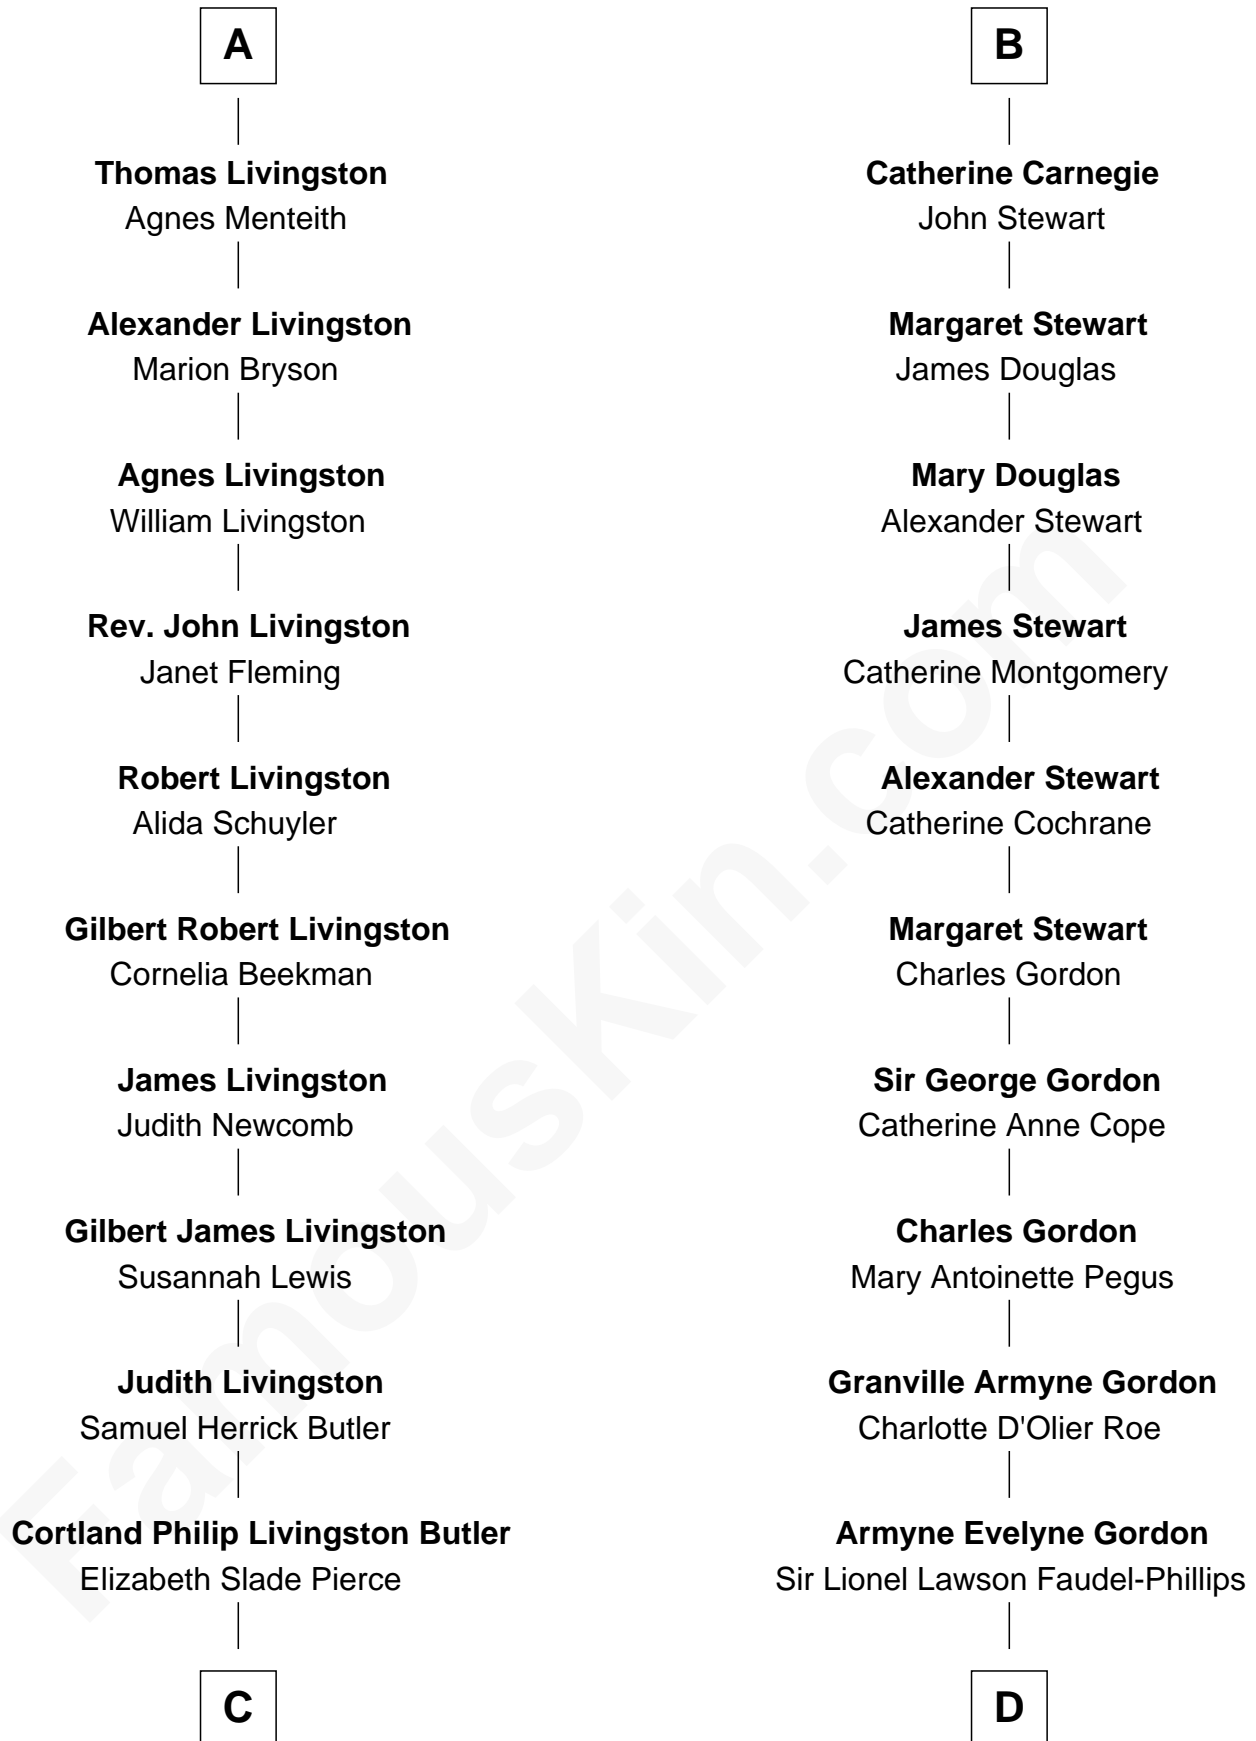 A
Thomas Livingston
Agnes Menteith
Alexander Livingston
Marion Bryson
Agnes Livingston
William Livingston
Rev. John Livingston
Janet Fleming
Robert Livingston
Alida Schuyler
Gilbert Robert Livingston
Cornelia Beekman
James Livingston
Judith Newcomb
Gilbert James Livingston
Susannah Lewis
Judith Livingston
Samuel Herrick Butler
Cortland Philip Livingston Butler
Elizabeth Slade Pierce
C
B
Catherine Carnegie
John Stewart
Margaret Stewart
James Douglas
Mary Douglas
Alexander Stewart
James Stewart
Catherine Montgomery
Alexander Stewart
Catherine Cochrane
Margaret Stewart
Charles Gordon
Sir George Gordon
Catherine Anne Cope
Charles Gordon
Mary Antoinette Pegus
Granville Armyne Gordon
Charlotte D'Olier Roe
Armyne Evelyne Gordon
Sir Lionel Lawson Faudel-Phillips
D
FamousKin.com